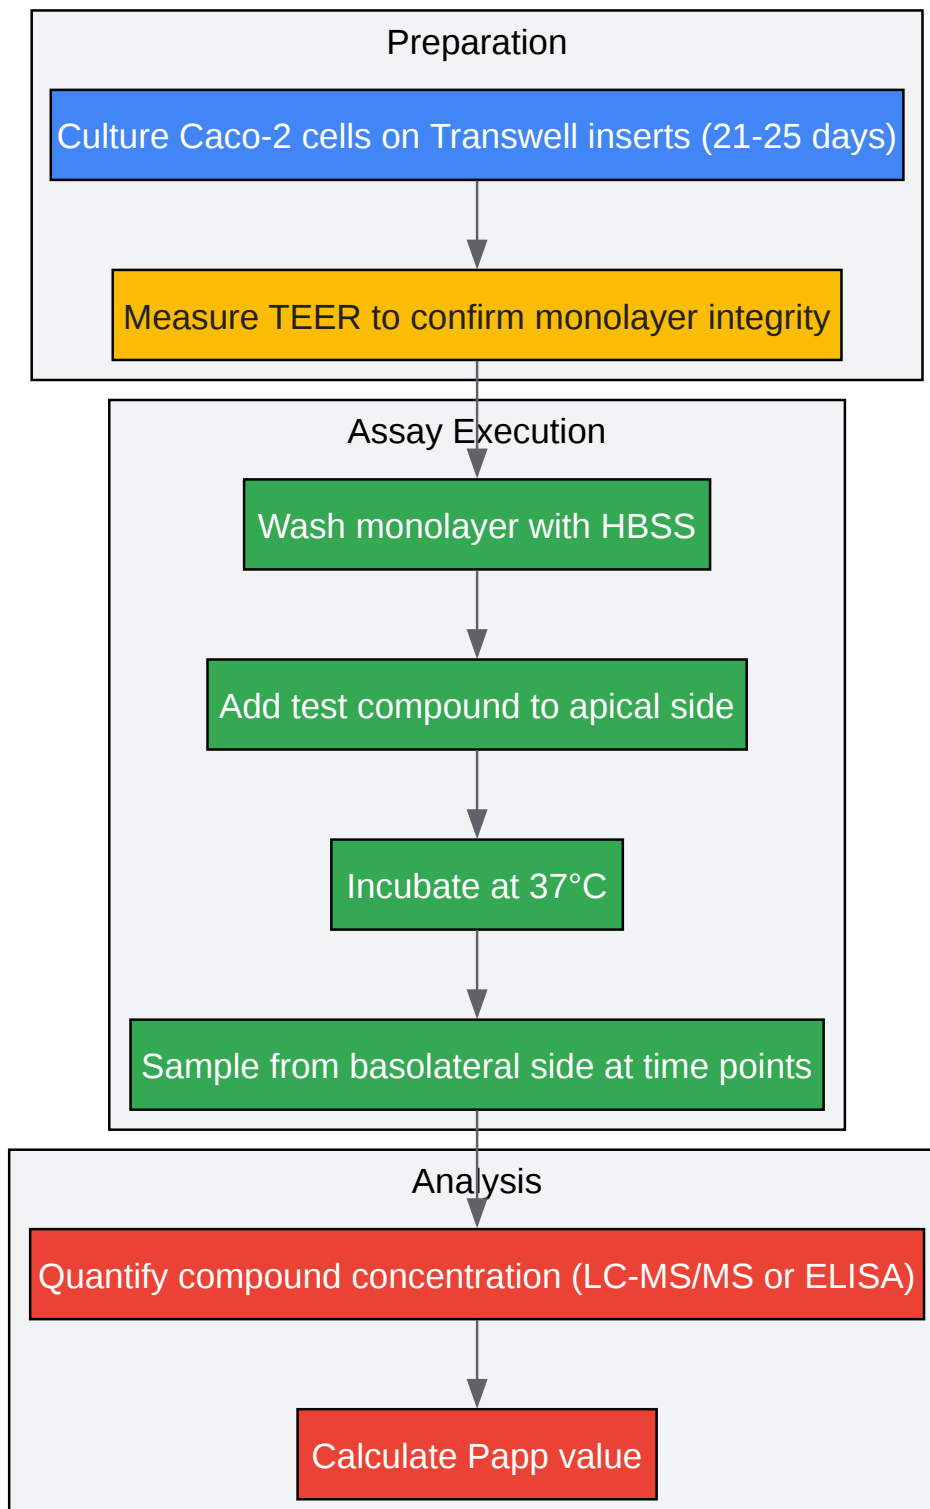 Preparation
Culture Caco-2 cells on Transwell inserts (21-25 days)
Measure TEER to confirm monolayer integrity
Assay Execution
Wash monolayer with HBSS
Add test compound to apical side
Incubate at 37°C
Sample from basolateral side at time points
Analysis
Quantify compound concentration (LC-MS/MS or ELISA)
Calculate Papp value